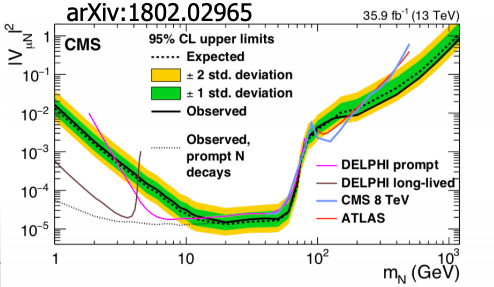 arXiv:1802.02965
35.9 fb⁻¹ (13 TeV)
|V_μN|²
CMS
95% CL upper limits
Expected
± 2 std. deviation
± 1 std. deviation
Observed
Observed,
prompt N
decays
DELPHI prompt
DELPHI long-lived
CMS 8 TeV
ATLAS
1
10⁻¹
10⁻²
10⁻³
10⁻⁴
10⁻⁵
1
10
10²
10³
m_N (GeV)